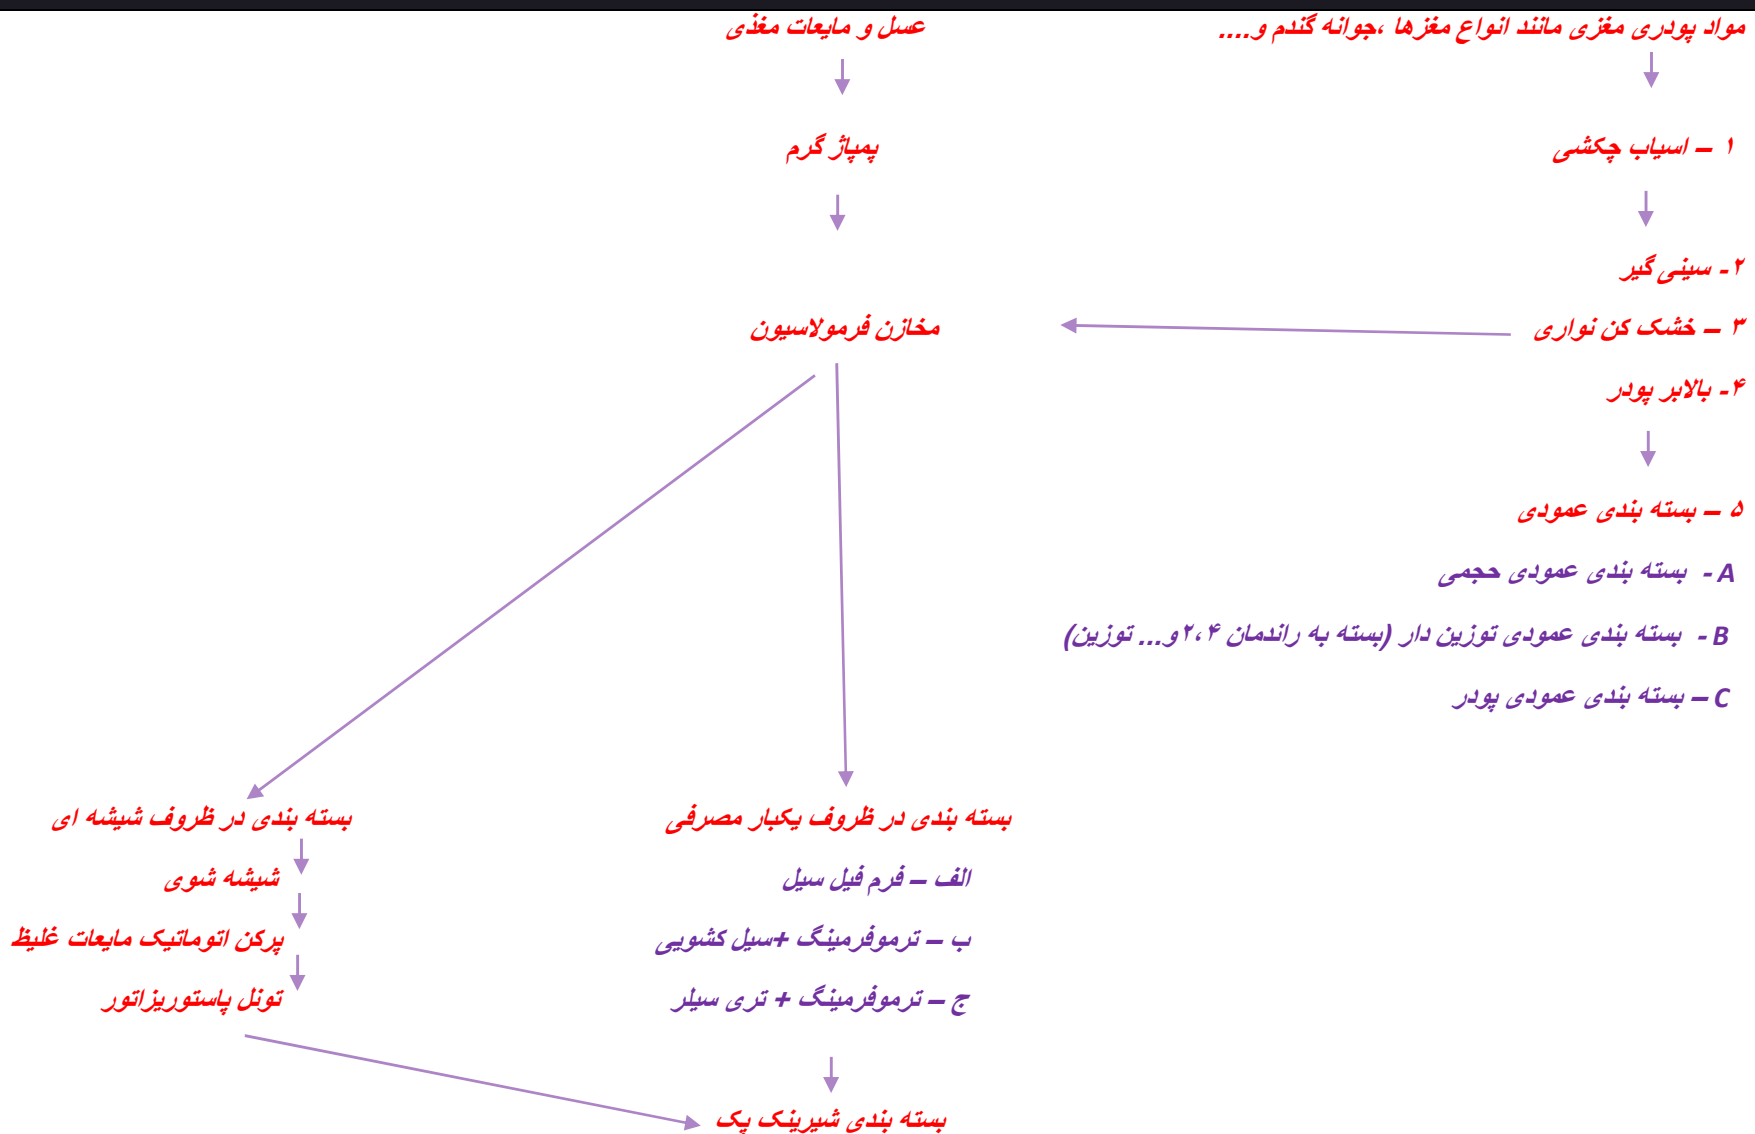 مواد پودری مغزی مانند انواع مغزها ،جوانه گندم و....
۱ – اسیاب چکشی
۲- سینی گیر
۳ – خشک کن نواری
۴- بالابر پودر
۵ – بسته بندی عمودی
A - بسته بندی عمودی حجمی
B - بسته بندی عمودی توزین دار (بسته به راندمان ۲،۴ و... توزین)
C – بسته بندی عمودی پودر
عسل و مایعات مغذی
پمپاژ گرم
مخازن فرمولاسیون
بسته بندی در ظروف یکبار مصرفی
الف – فرم فیل سیل
ب – ترموفرمینگ +سیل کشویی
ج – ترموفرمینگ + تری سیلر
بسته بندی در ظروف شیشه ای
شیشه شوی
پرکن اتوماتیک مایعات غلیظ
تونل پاستوریزاتور
بسته بندی شیرینک پک